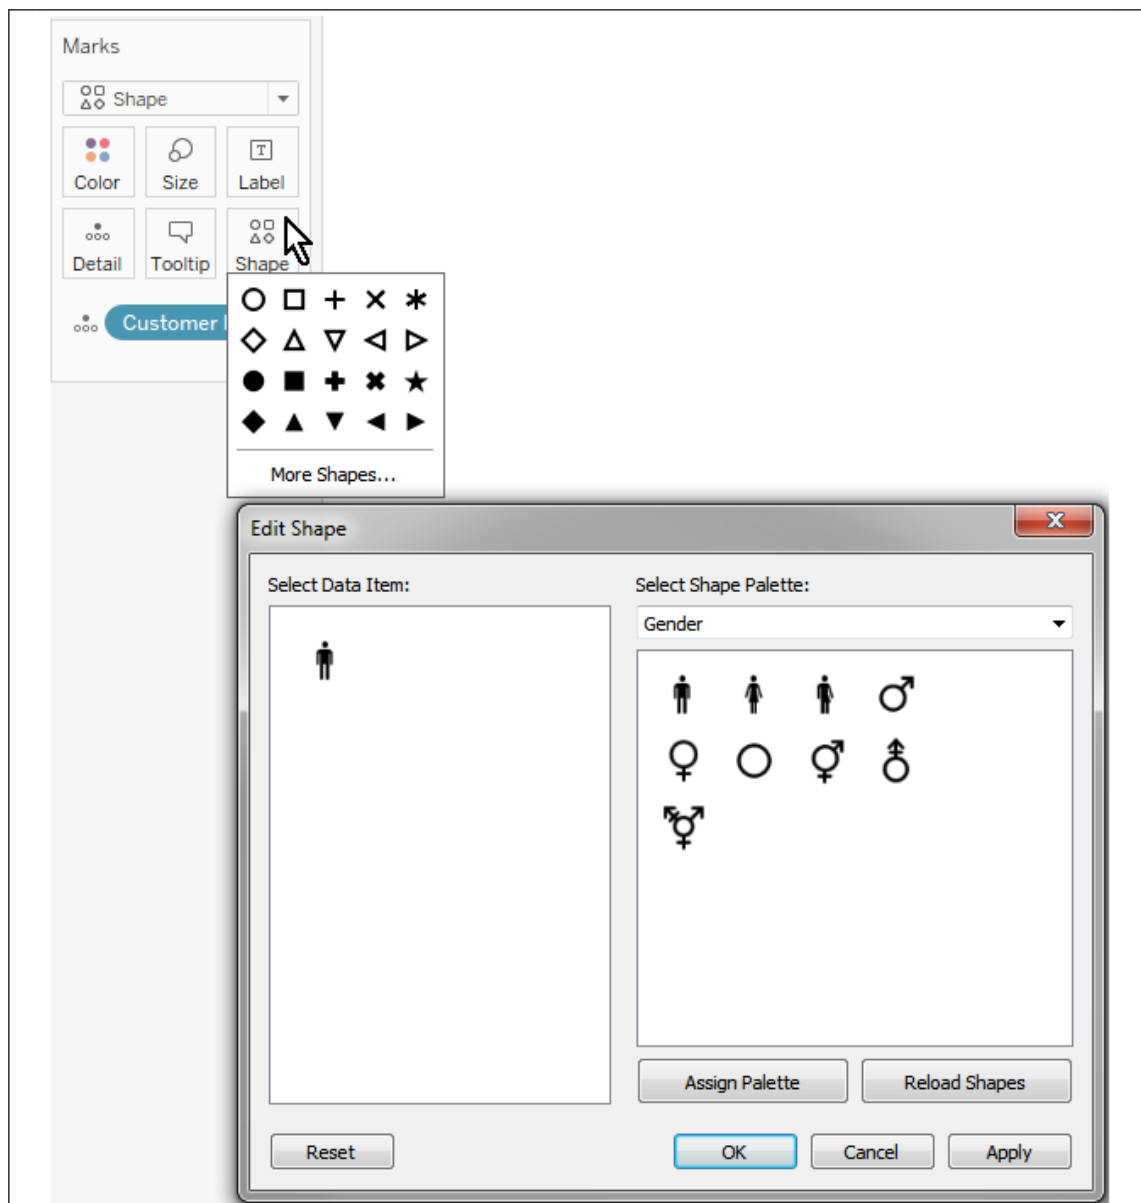 Marks
Shape
Color Size Label
T
Detail Tooltip Shape
Customer
More Shapes...
Edit Shape
Select Data Item:
Select Shape Palette:
Gender
Assign Palette Reload Shapes
Reset OK Cancel Apply